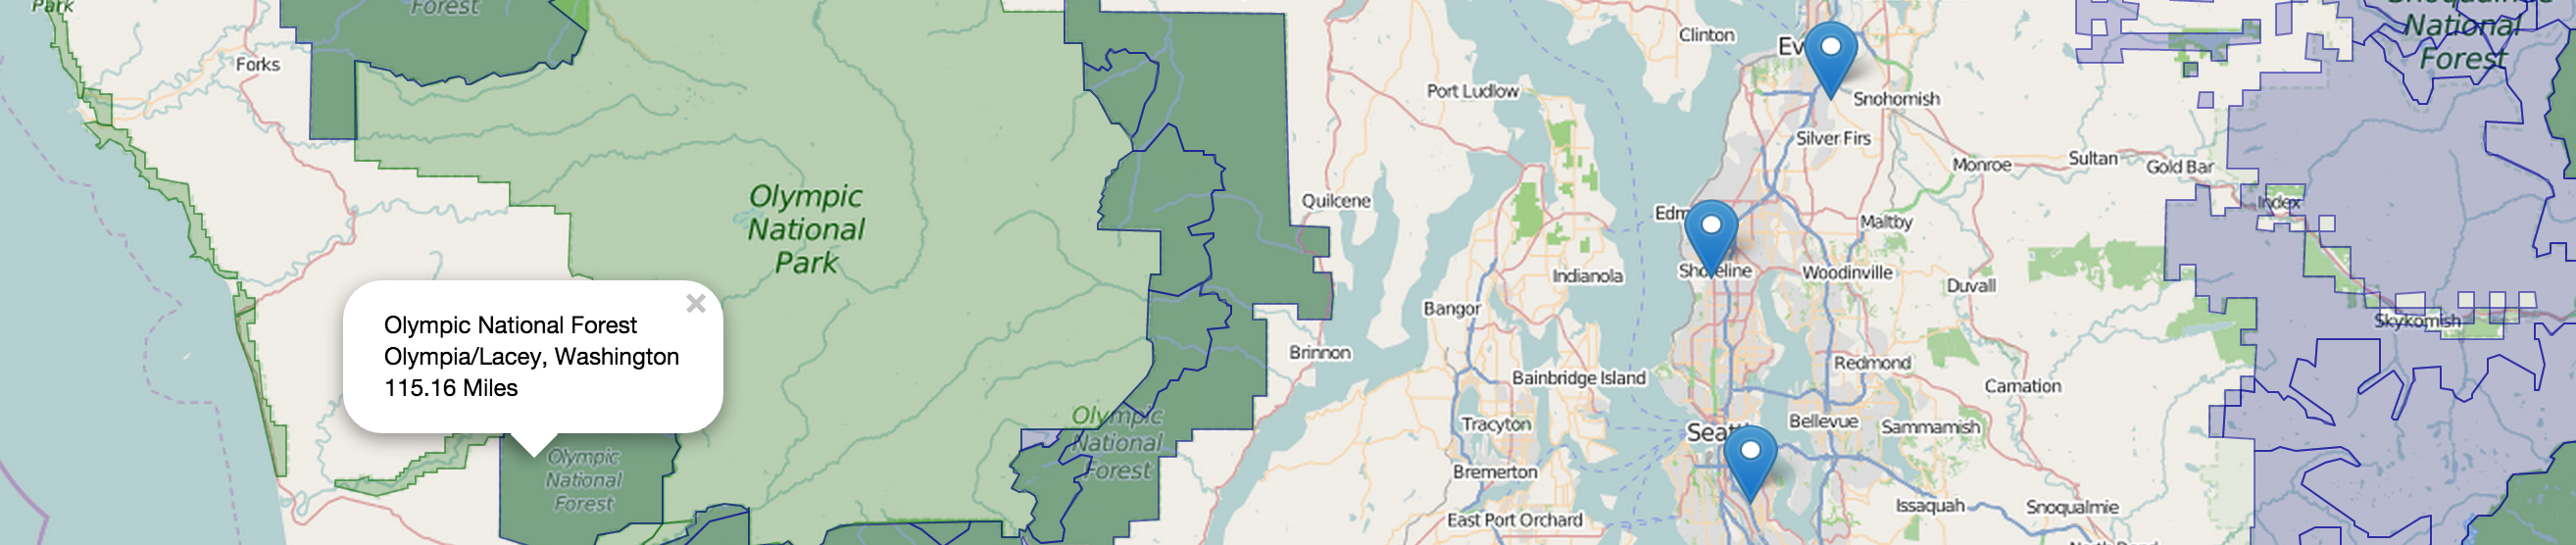 Park
Forest
Forks
Olympic
National
Park
Olympic National Forest
Olympia/Lacey, Washington
115.16 Miles
×
Olympic
National
Forest
Olympic
National
Forest
Quilcene
Brinnon
Port Ludlow
Indianola
Bangor
Bainbridge Island
Tracyton
Bremerton
East Port Orchard
Clinton
Ev
Snohomish
Silver Firs
Monroe
Sultan
Gold Bar
Edm
Maltby
Shoreline
Woodinville
Duvall
Redmond
Carnation
Seatt
Bellevue
Sammamish
Issaquah
Snoqualmie
National
Forest
Index
Skykomish